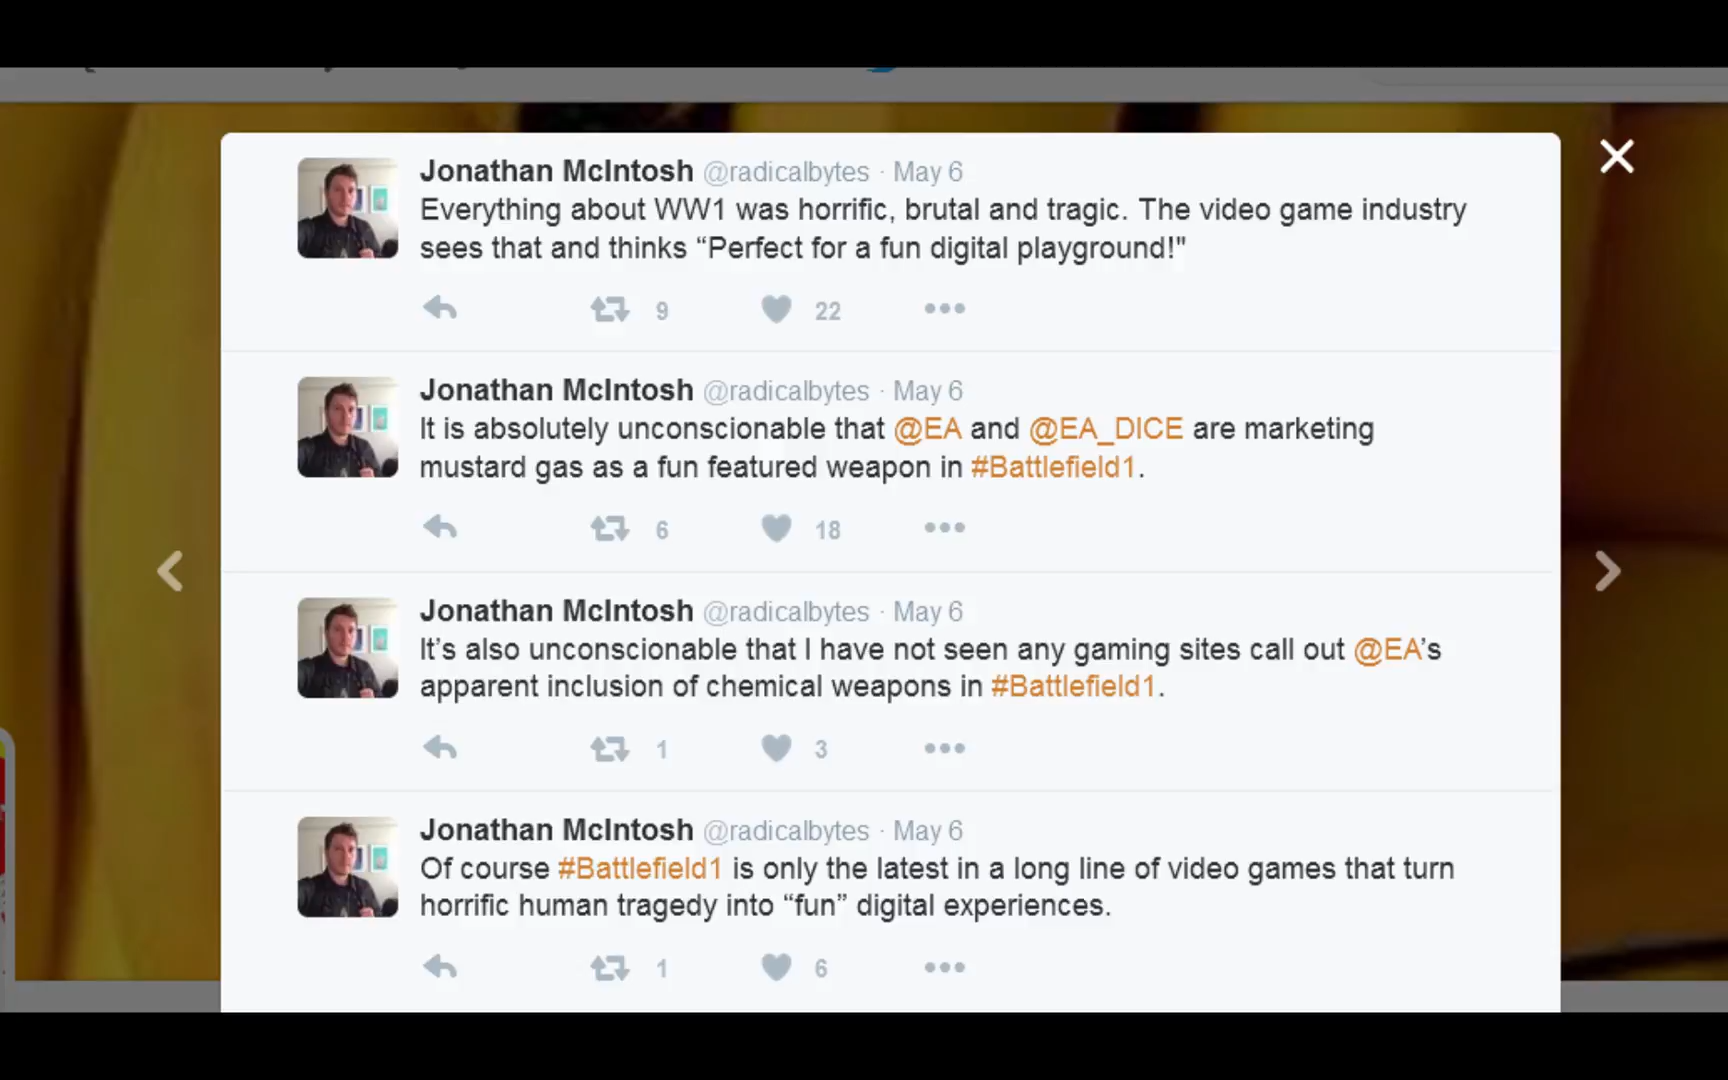 Jonathan McIntosh @radicalbytes · May 6
Everything about WW1 was horrific, brutal and tragic. The video game industry
sees that and thinks “Perfect for a fun digital playground!"
9 22
Jonathan McIntosh @radicalbytes · May 6
It is absolutely unconscionable that @EA and @EA_DICE are marketing
mustard gas as a fun featured weapon in #Battlefield1.
6 18
Jonathan McIntosh @radicalbytes · May 6
It’s also unconscionable that I have not seen any gaming sites call out @EA’s
apparent inclusion of chemical weapons in #Battlefield1.
1 3
Jonathan McIntosh @radicalbytes · May 6
Of course #Battlefield1 is only the latest in a long line of video games that turn
horrific human tragedy into “fun” digital experiences.
1 6